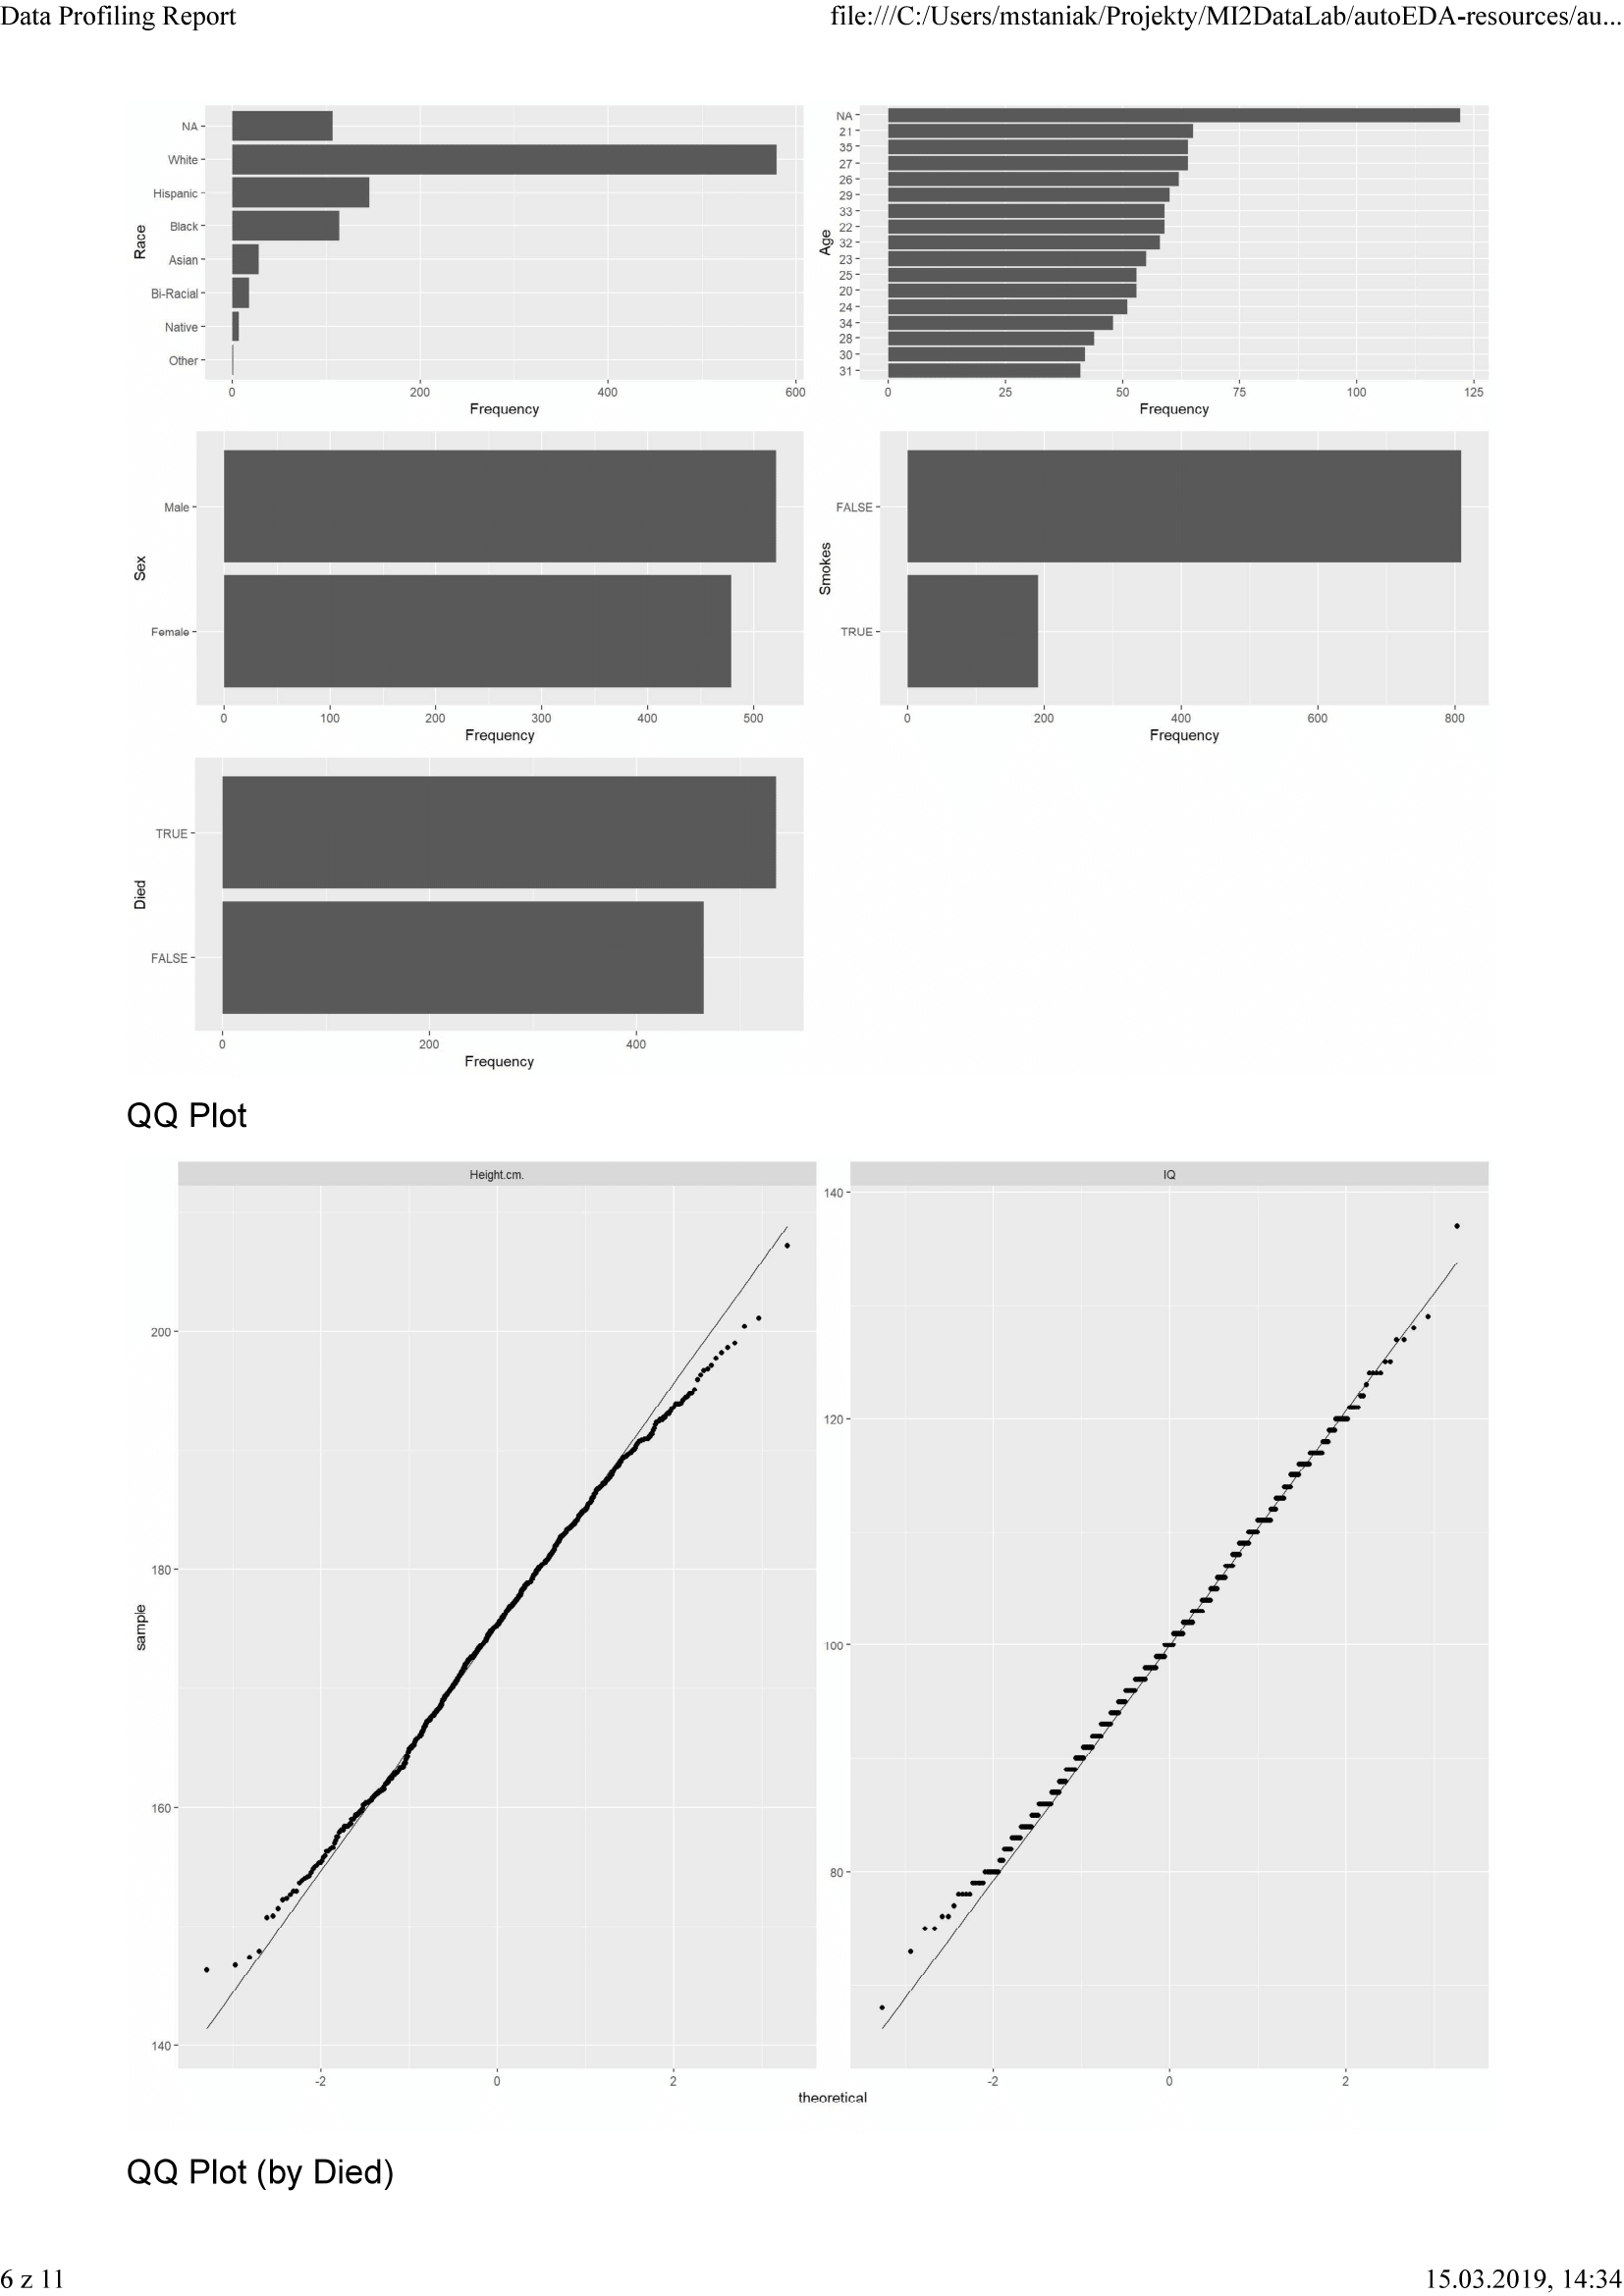 Data Profiling Report file:///C:/Users/mstaniak/Projekty/MI2DataLab/autoEDA-resources/au...
Race
NA
White
Hispanic
Black
Asian
Bi-Racial
Native
Other
0 200 400 600
Frequency
Age
NA
21
35
27
26
29
33
22
32
23
25
20
24
34
28
30
31
0 25 50 75 100 125
Frequency
Sex
Male
Female
0 100 200 300 400 500
Frequency
Smokes
FALSE
TRUE
0 200 400 600 800
Frequency
Died
TRUE
FALSE
0 200 400
Frequency
QQ Plot
Height.cm.
sample
200
180
160
140
-2 0 2
IQ
140
120
100
80
-2 0 2
theoretical
QQ Plot (by Died)
6 z 11 15.03.2019, 14:34